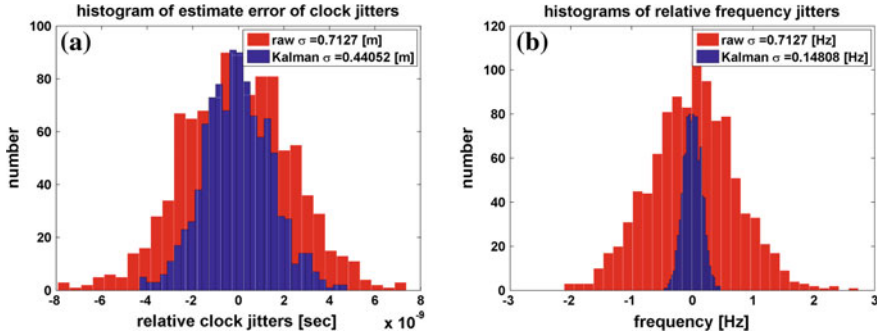 histogram of estimate error of clock jitters
(a)
raw σ =0.7127 [m]
Kalman σ =0.44052 [m]
number
100
80
60
40
20
0
-8 -6 -4 -2 0 2 4 6 8
x 10^-9
relative clock jitters [sec]
histograms of relative frequency jitters
(b)
raw σ =0.7127 [Hz]
Kalman σ =0.14808 [Hz]
number
120
100
80
60
40
20
0
-3 -2 -1 0 1 2 3
frequency [Hz]